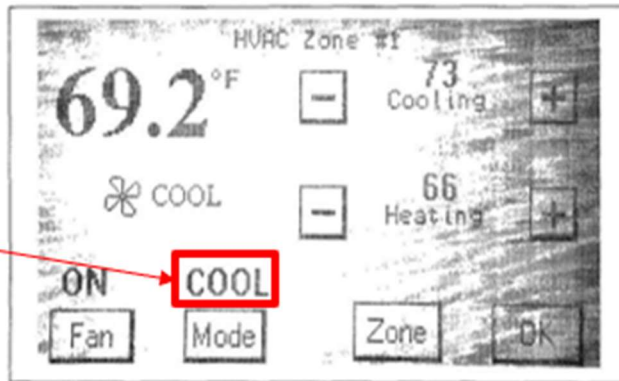 HVAC Zone #1
69.2°F
- 73 +
Cooling
COOL
- 66 +
Heating
ON COOL
Fan Mode Zone OK